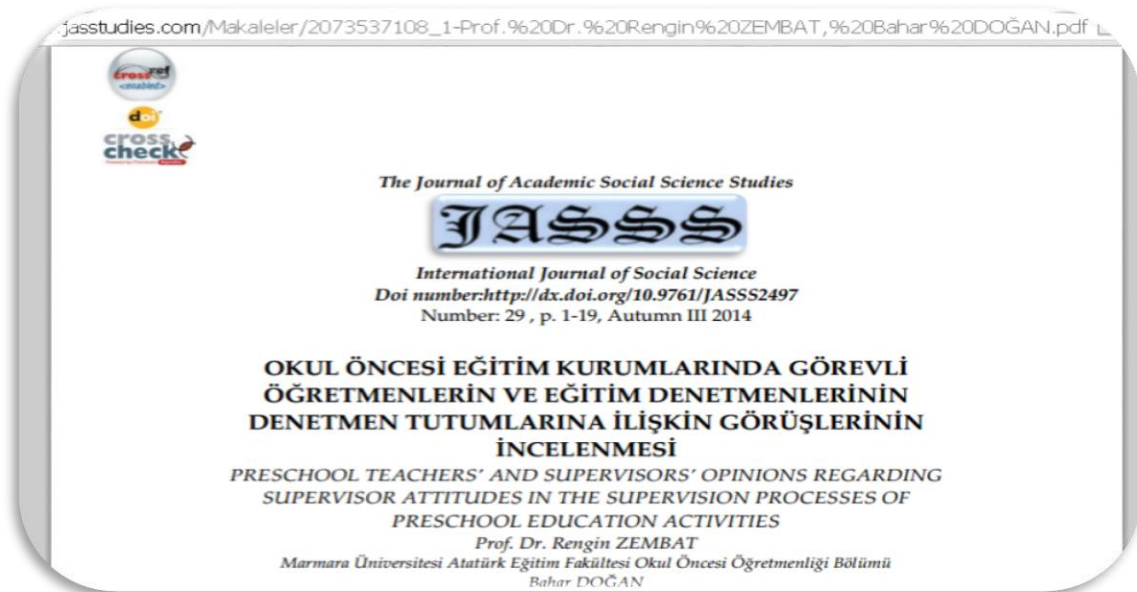 jasstudies.com/Makaleler/2073537108_1-Prof.%20Dr.%20Rengin%20ZEMBAT,%20Bahar%20DOĞAN.pdf
crossref
<enabled>
doi
cross
check
The Journal of Academic Social Science Studies
JASSS
International Journal of Social Science
Doi number:http://dx.doi.org/10.9761/JASSS2497
Number: 29 , p. 1-19, Autumn III 2014
OKUL ÖNCESİ EĞİTİM KURUMLARINDA GÖREVLİ
ÖĞRETMENLERİN VE EĞİTİM DENETMENLERİNİN
DENETMEN TUTUMLARINA İLİŞKİN GÖRÜŞLERİNİN
İNCELENMESİ
PRESCHOOL TEACHERS' AND SUPERVISORS' OPINIONS REGARDING
SUPERVISOR ATTITUDES IN THE SUPERVISION PROCESSES OF
PRESCHOOL EDUCATION ACTIVITIES
Prof. Dr. Rengin ZEMBAT
Marmara Üniversitesi Atatürk Eğitim Fakültesi Okul Öncesi Öğretmenliği Bölümü
Bahar DOĞAN